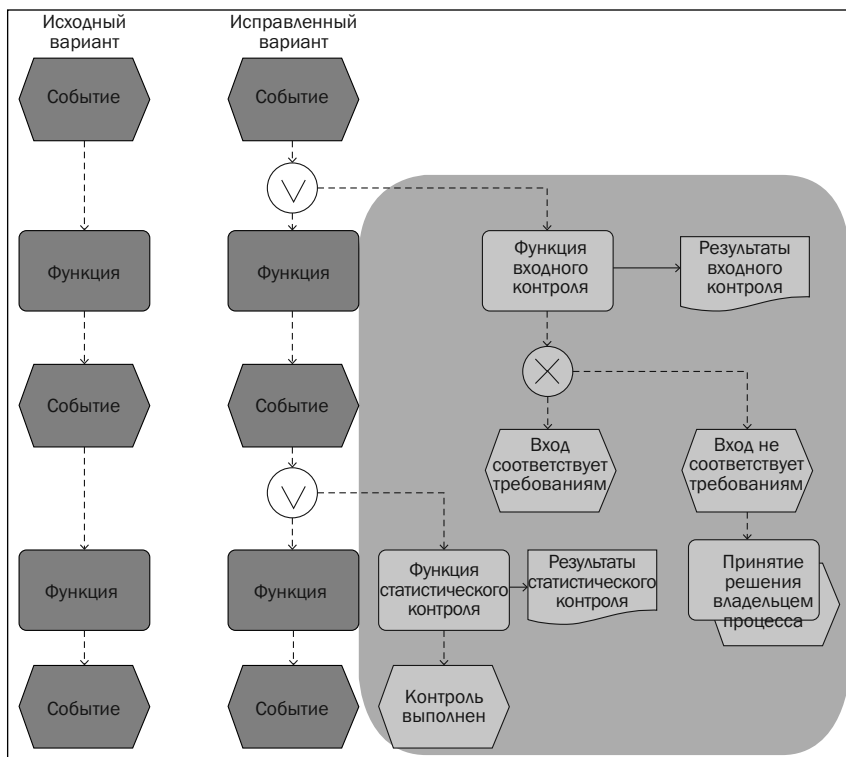 Исходный
вариант
Исправленный
вариант
Событие
Событие
Функция
Функция
Функция
входного
контроля
Результаты
входного
контроля
Событие
Событие
Вход
соответствует
требованиям
Вход не
соответствует
требованиям
Функция
Функция
Функция
статистического
контроля
Результаты
статистического
контроля
Принятие
решения
владельцем
процесса
Событие
Событие
Контроль
выполнен